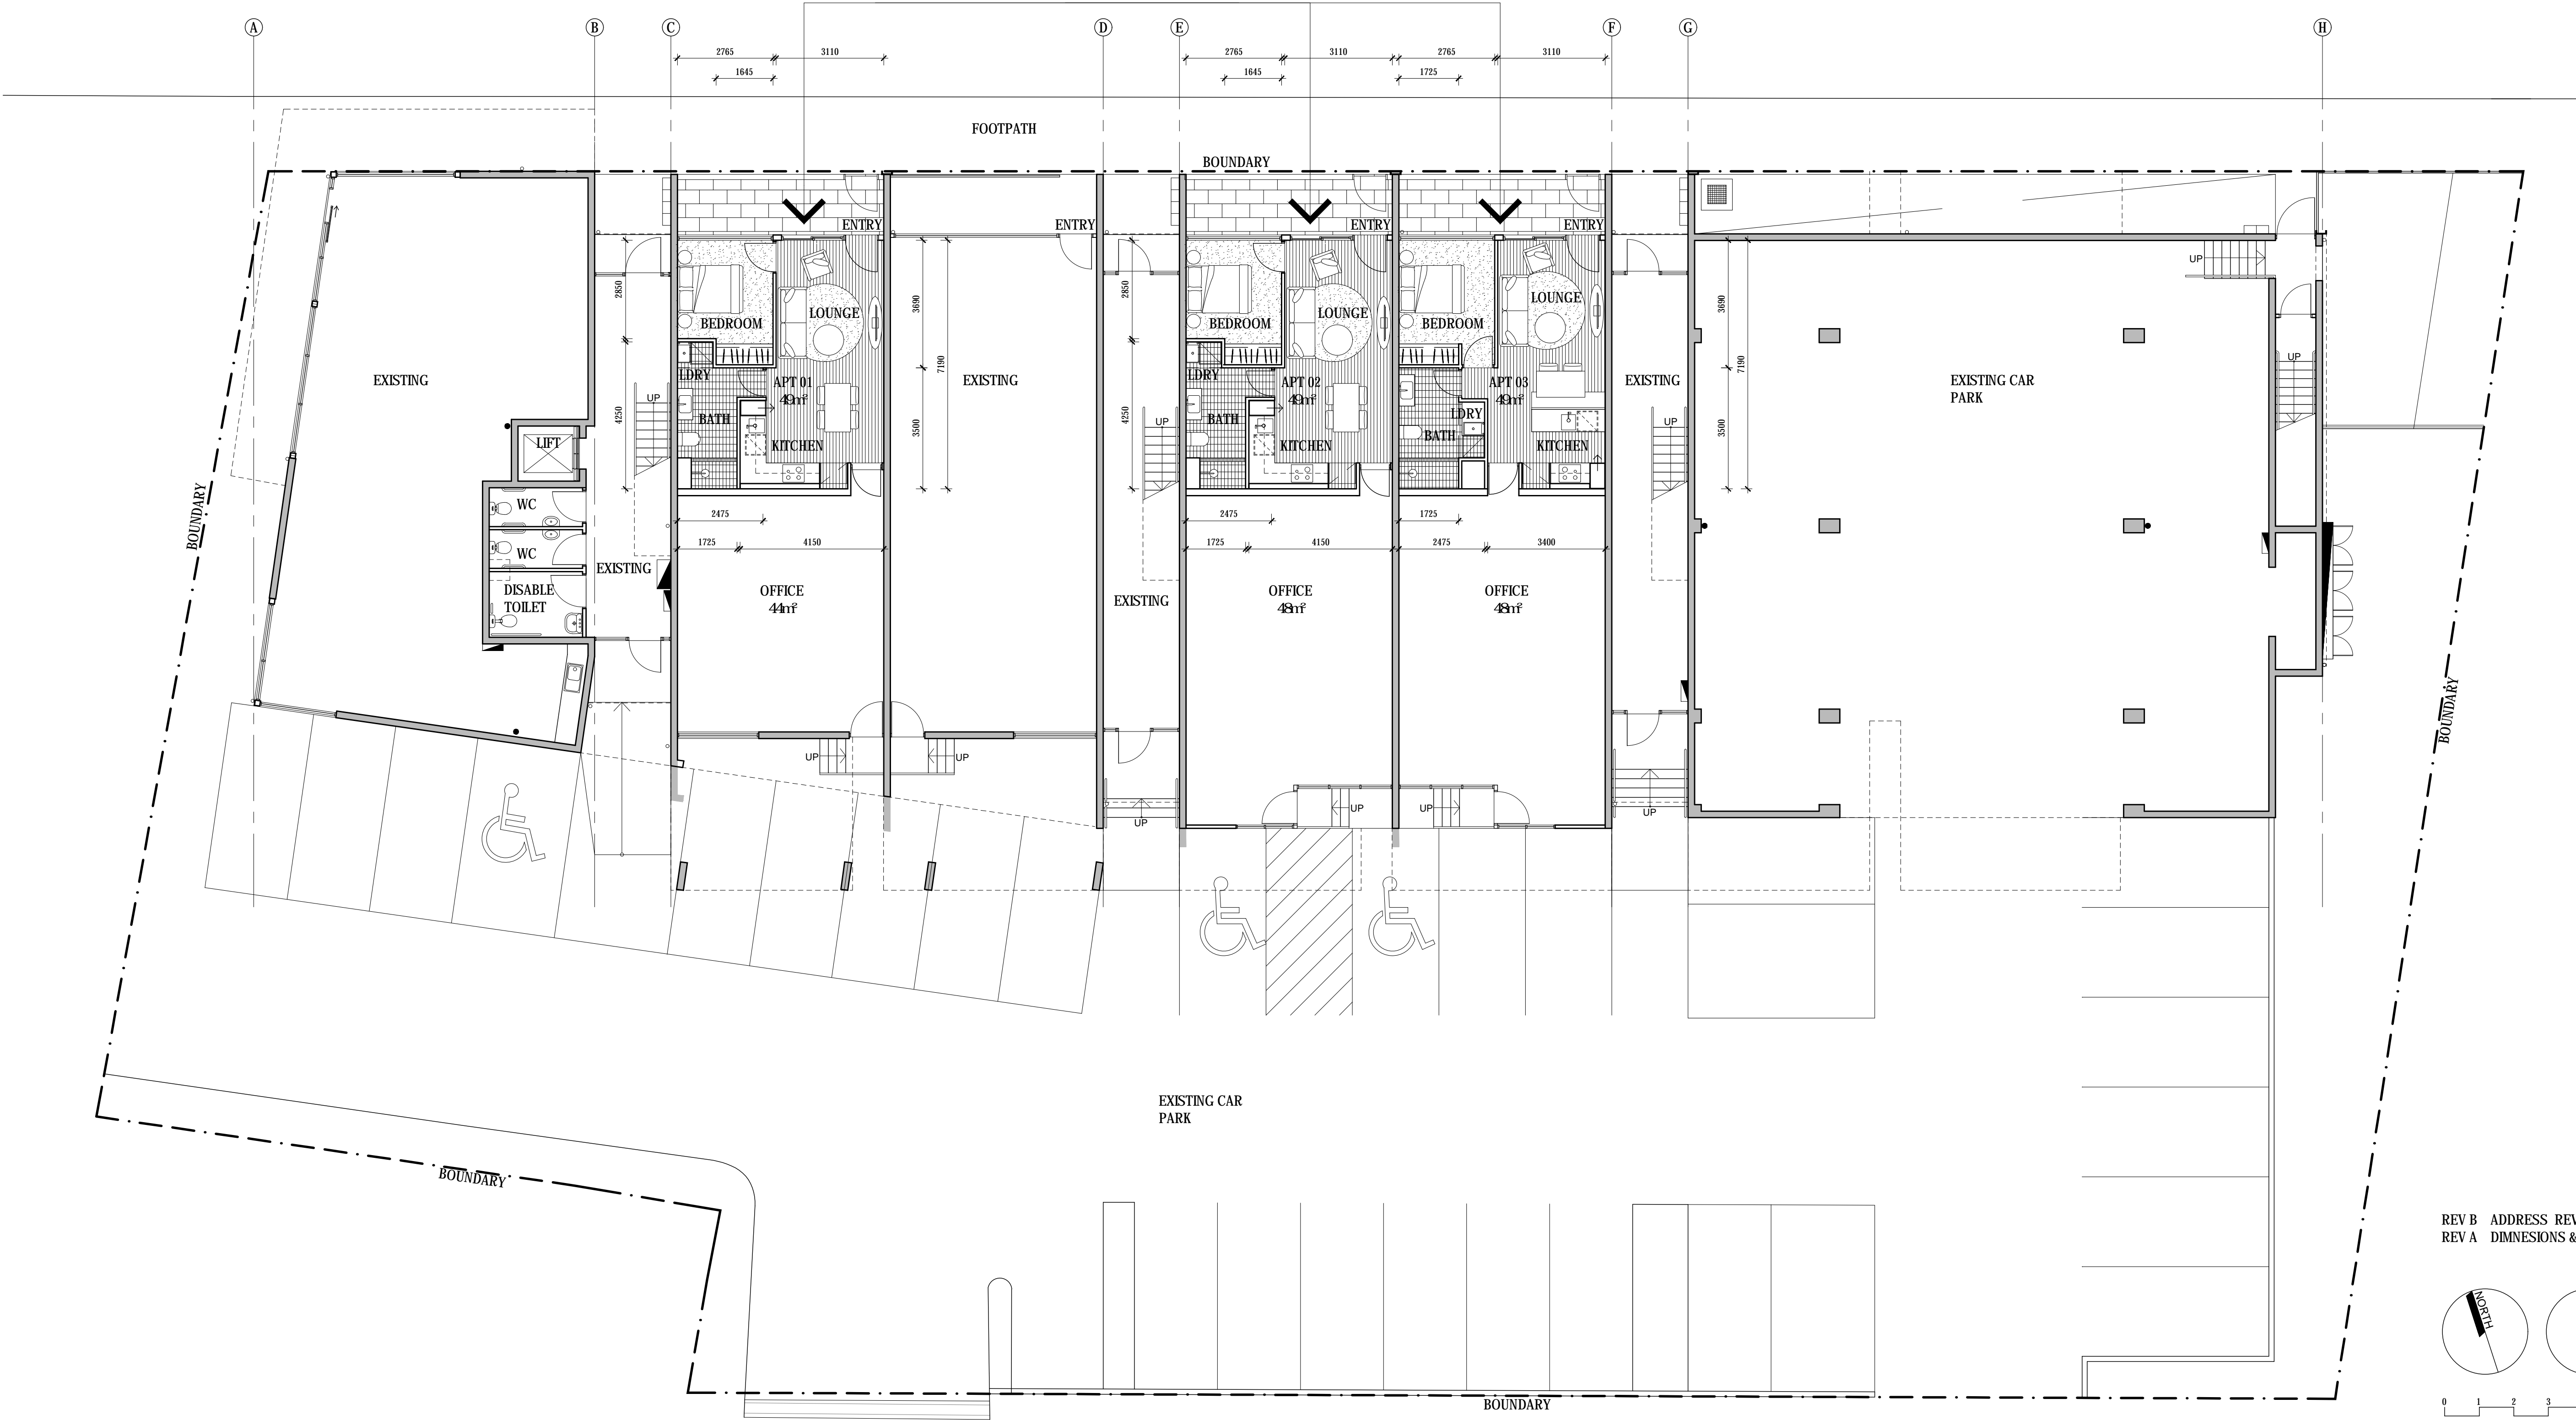 A B C D E F G H
2765 3110 2765 3110 2765 3110
1645 1645 1725
FOOTPATH
BOUNDARY
ENTRY ENTRY ENTRY ENTRY
UP
2850 3690 2850 3690
BEDROOM LOUNGE BEDROOM LOUNGE BEDROOM LOUNGE
UP
LDRY LDRY
EXISTING APT 01 EXISTING APT 02 APT 03 EXISTING EXISTING CAR
49m² 49m² 49m² PARK
7190 7190
UP
4250 3500 4250 3500
BATH BATH LDRY
UP UP
LIFT KITCHEN KITCHEN BATH KITCHEN
WC
2475 2475 1725
BOUNDARY
1725 4150 1725 4150 2475 3400
WC
EXISTING
DISABLE OFFICE EXISTING OFFICE OFFICE
TOILET 44m² 48m² 48m²
BOUNDARY
UP UP
UP UP
UP UP
EXISTING CAR
PARK
BOUNDARY
REV B ADDRESS REV
REV A DIMNESIONS &
NORTH
BOUNDARY
0 1 2 3